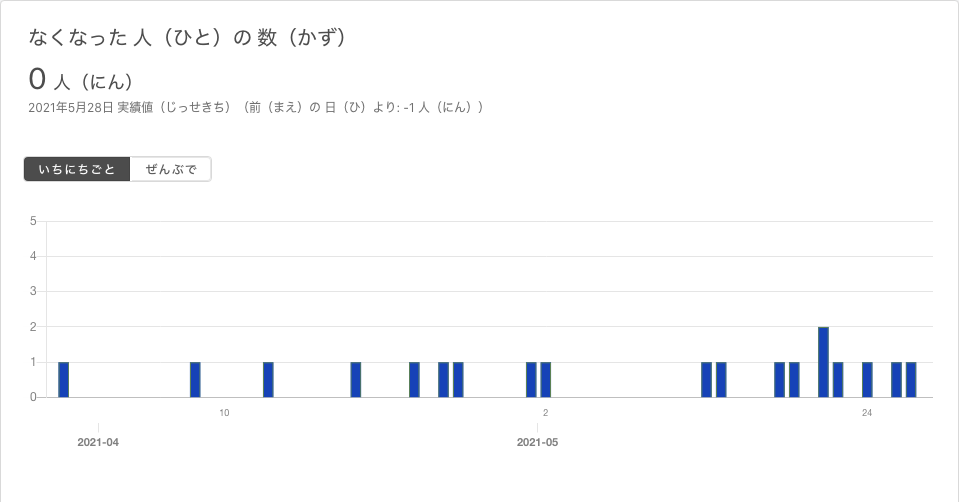 なくなった 人（ひと）の 数（かず）
0 人（にん）
2021年5月28日 実績値（じっせきち）（前（まえ）の 日（ひ）より: -1 人（にん））
いちにちごと ぜんぶで
5
4
3
2
1
0
10 2 24
2021-04 2021-05